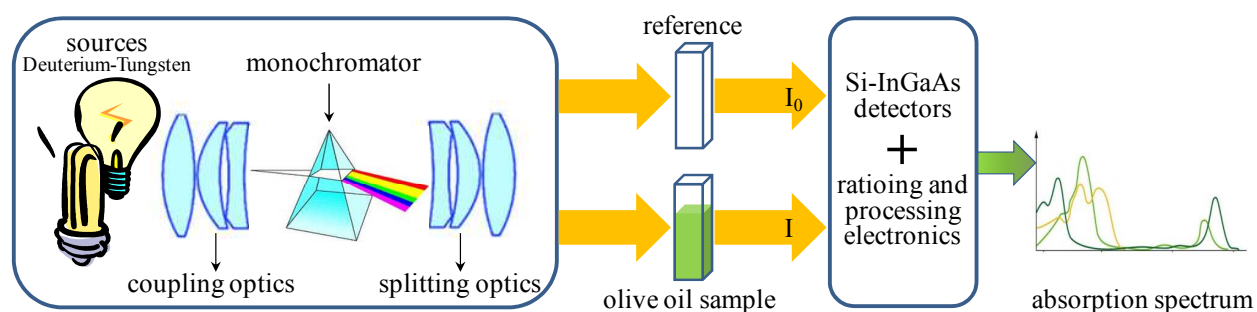 sources
Deuterium-Tungsten
monochromator
coupling optics
splitting optics
reference
I₀
I
olive oil sample
Si-InGaAs
detectors
+
ratioing and
processing
electronics
absorption spectrum